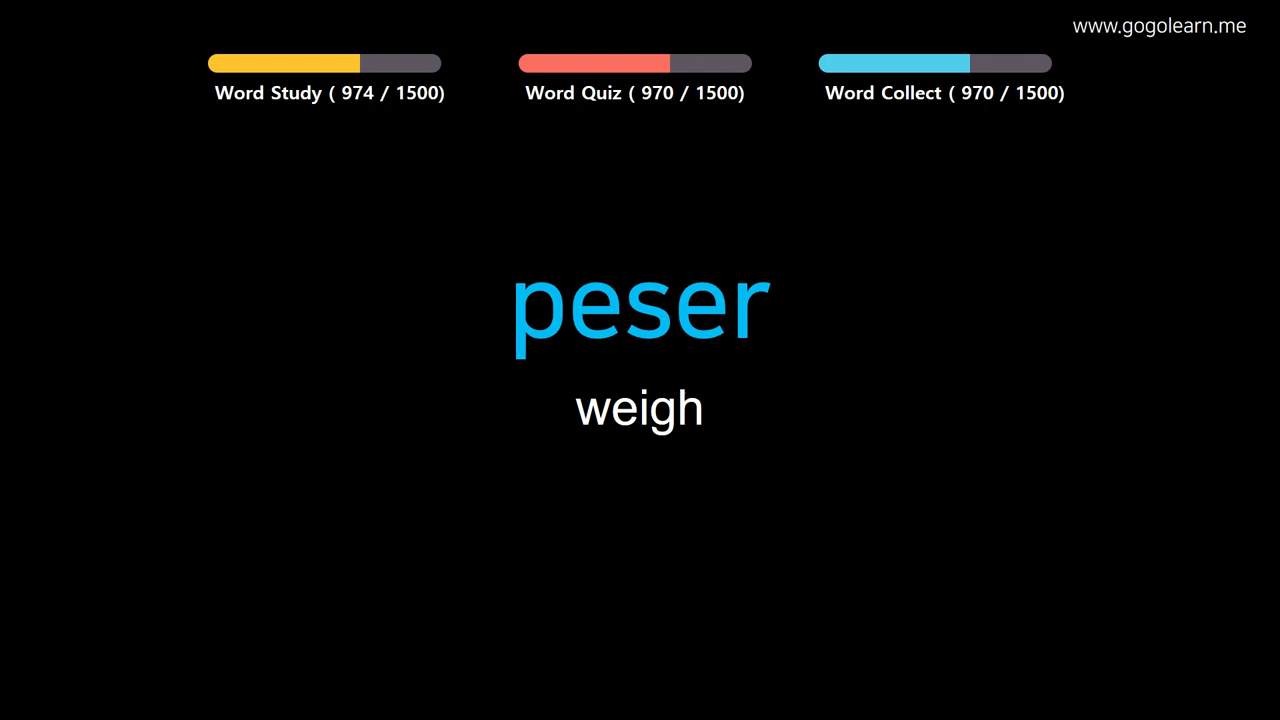 www.gogolearn.me
Word Study ( 974 / 1500)
Word Quiz ( 970 / 1500)
Word Collect ( 970 / 1500)
peser
weigh